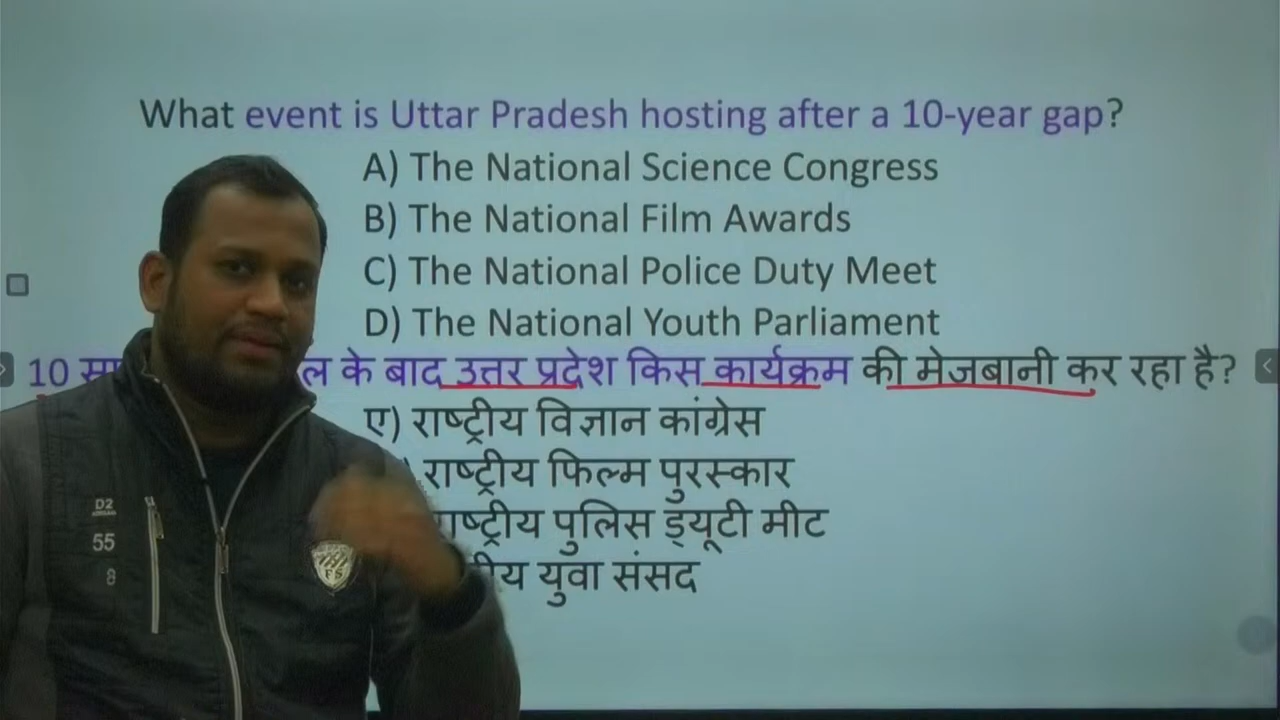 What event is Uttar Pradesh hosting after a 10-year gap?
A) The National Science Congress
B) The National Film Awards
C) The National Police Duty Meet
D) The National Youth Parliament
10 के बाद उत्तर प्रदेश किस कार्यक्रम की मेजबानी कर रहा है?
ए) राष्ट्रीय विज्ञान कांग्रेस
राष्ट्रीय फिल्म पुरस्कार
पुलिस ड्यूटी मीट
युवा संसद
D2
55
8
FS